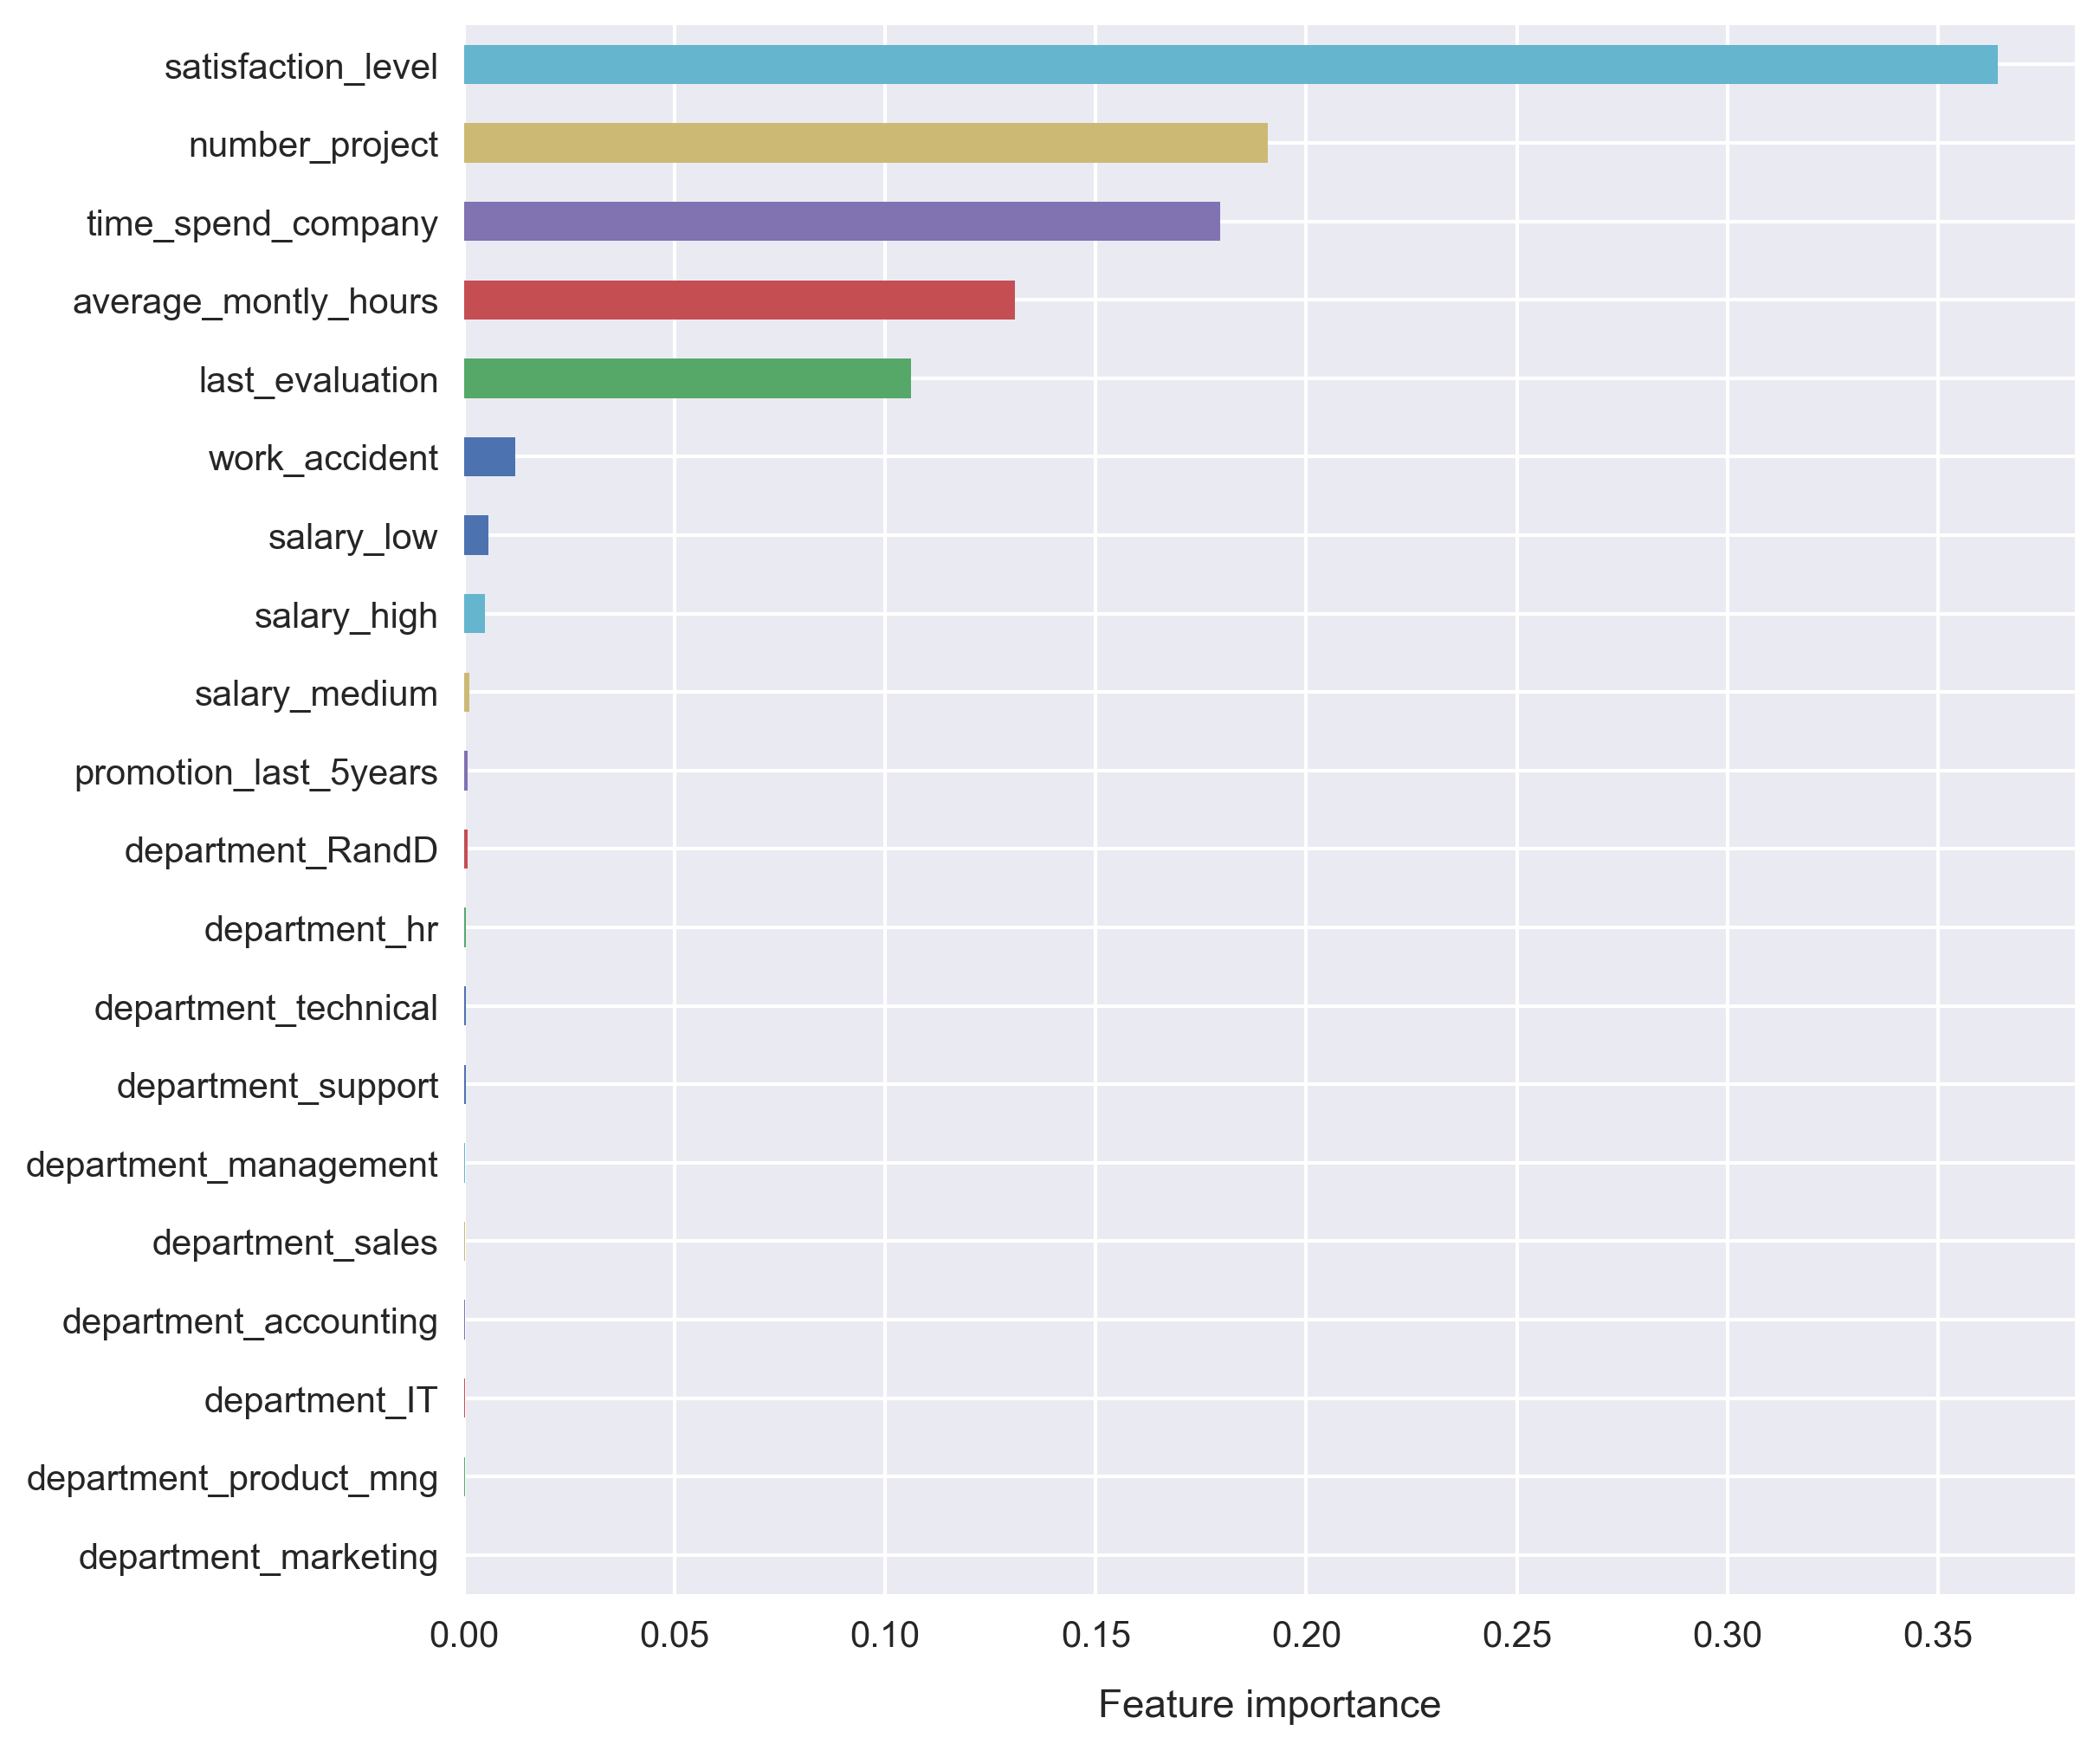 satisfaction_level
number_project
time_spend_company
average_montly_hours
last_evaluation
work_accident
salary_low
salary_high
salary_medium
promotion_last_5years
department_RandD
department_hr
department_technical
department_support
department_management
department_sales
department_accounting
department_IT
department_product_mng
department_marketing
0.00 0.05 0.10 0.15 0.20 0.25 0.30 0.35
Feature importance